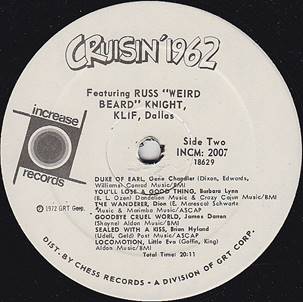 CRUISIN' 1962
Featuring RUSS "WEIRD
BEARD" KNIGHT,
KLIF, Dallas
increase
records
Side Two
INCM: 2007
18629
DUKE OF EARL, Gene Chandler (Dixon, Edwards,
Williams) Conrad Music/BMI
YOU'LL LOSE A GOOD THING, Barbara Lynn
(B. L. Ozen) Dandelion Music & Crazy Cajun Music/BMI
THE WANDERER, Dion (E. Maresca) Schwartz
Music & Marimba Music/ASCAP
GOODBYE CRUEL WORLD, James Darren
(Shayne) Aldon Music/BMI
SEALED WITH A KISS, Brian Hyland
(Udell, Geld) Post Music/ASCAP
LOCOMOTION, Little Eva (Goffin, King)
Aldon Music/BMI
Total Time: 20:11
© 1972 GRT Corp.
DIST. BY CHESS RECORDS - A DIVISION OF GRT CORP.